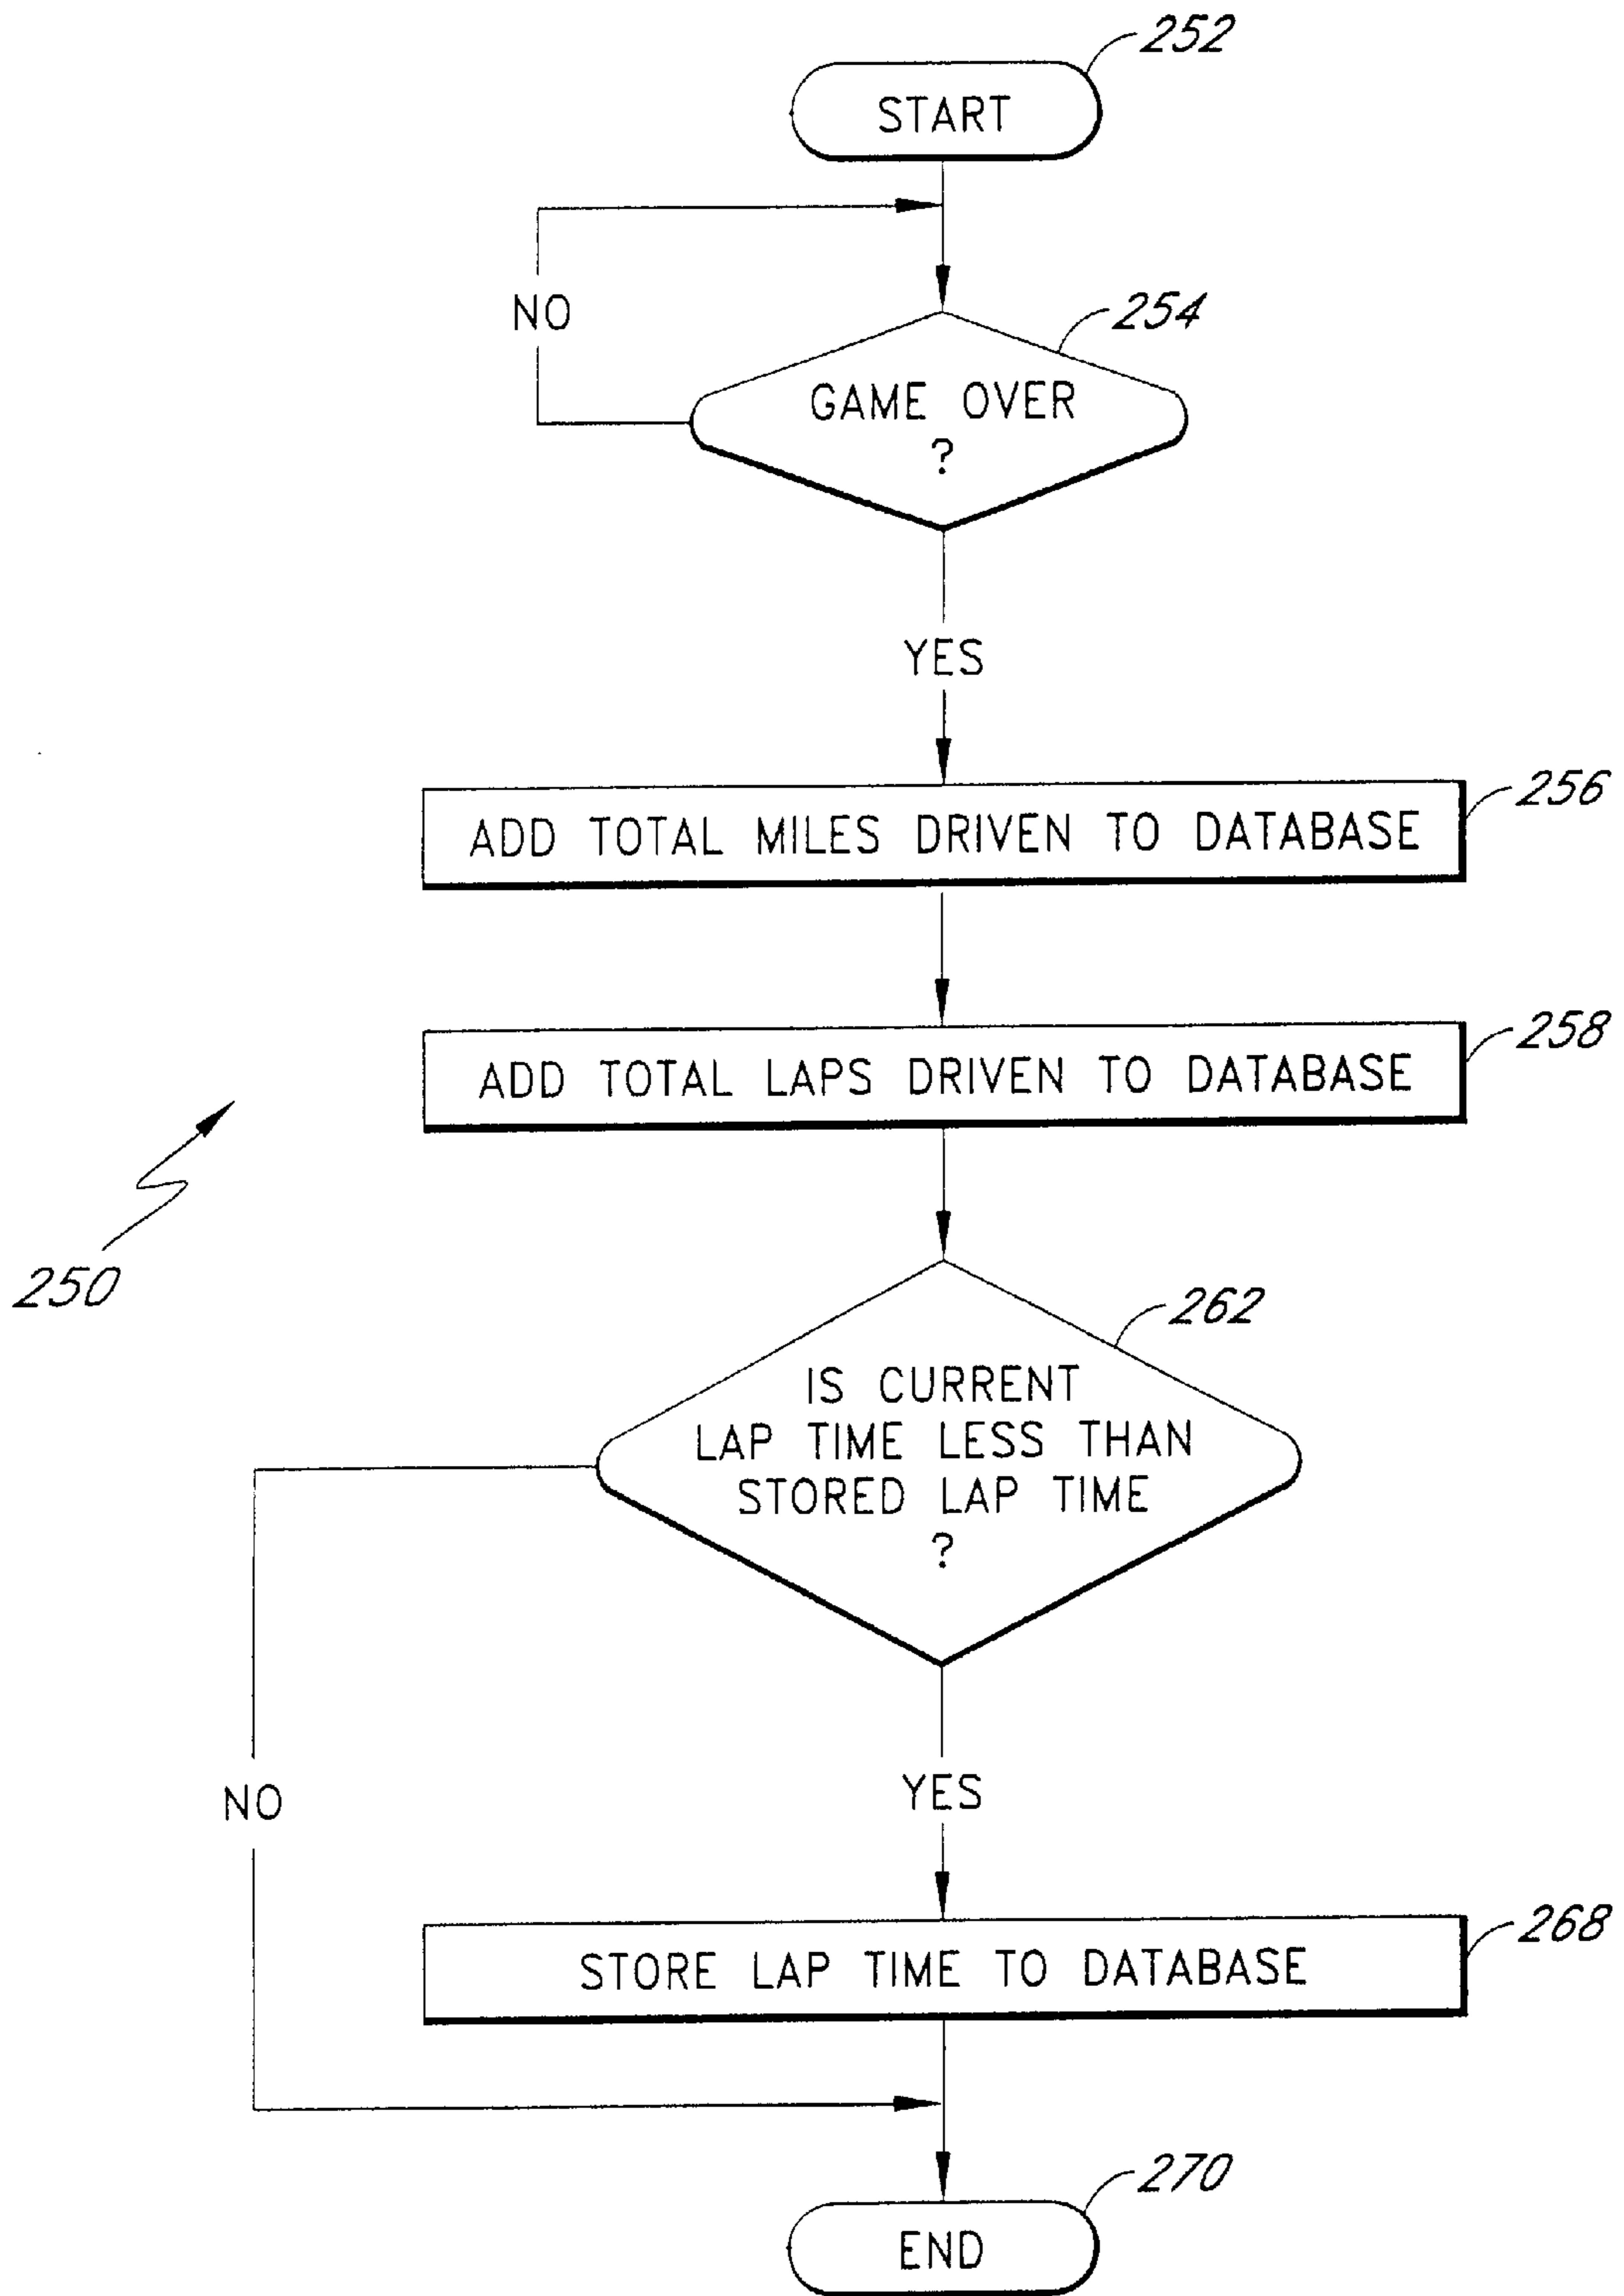 252
START
NO
254
GAME OVER
?
YES
256
ADD TOTAL MILES DRIVEN TO DATABASE
258
ADD TOTAL LAPS DRIVEN TO DATABASE
250
262
IS CURRENT
LAP TIME LESS THAN
STORED LAP TIME
?
NO
YES
268
STORE LAP TIME TO DATABASE
270
END